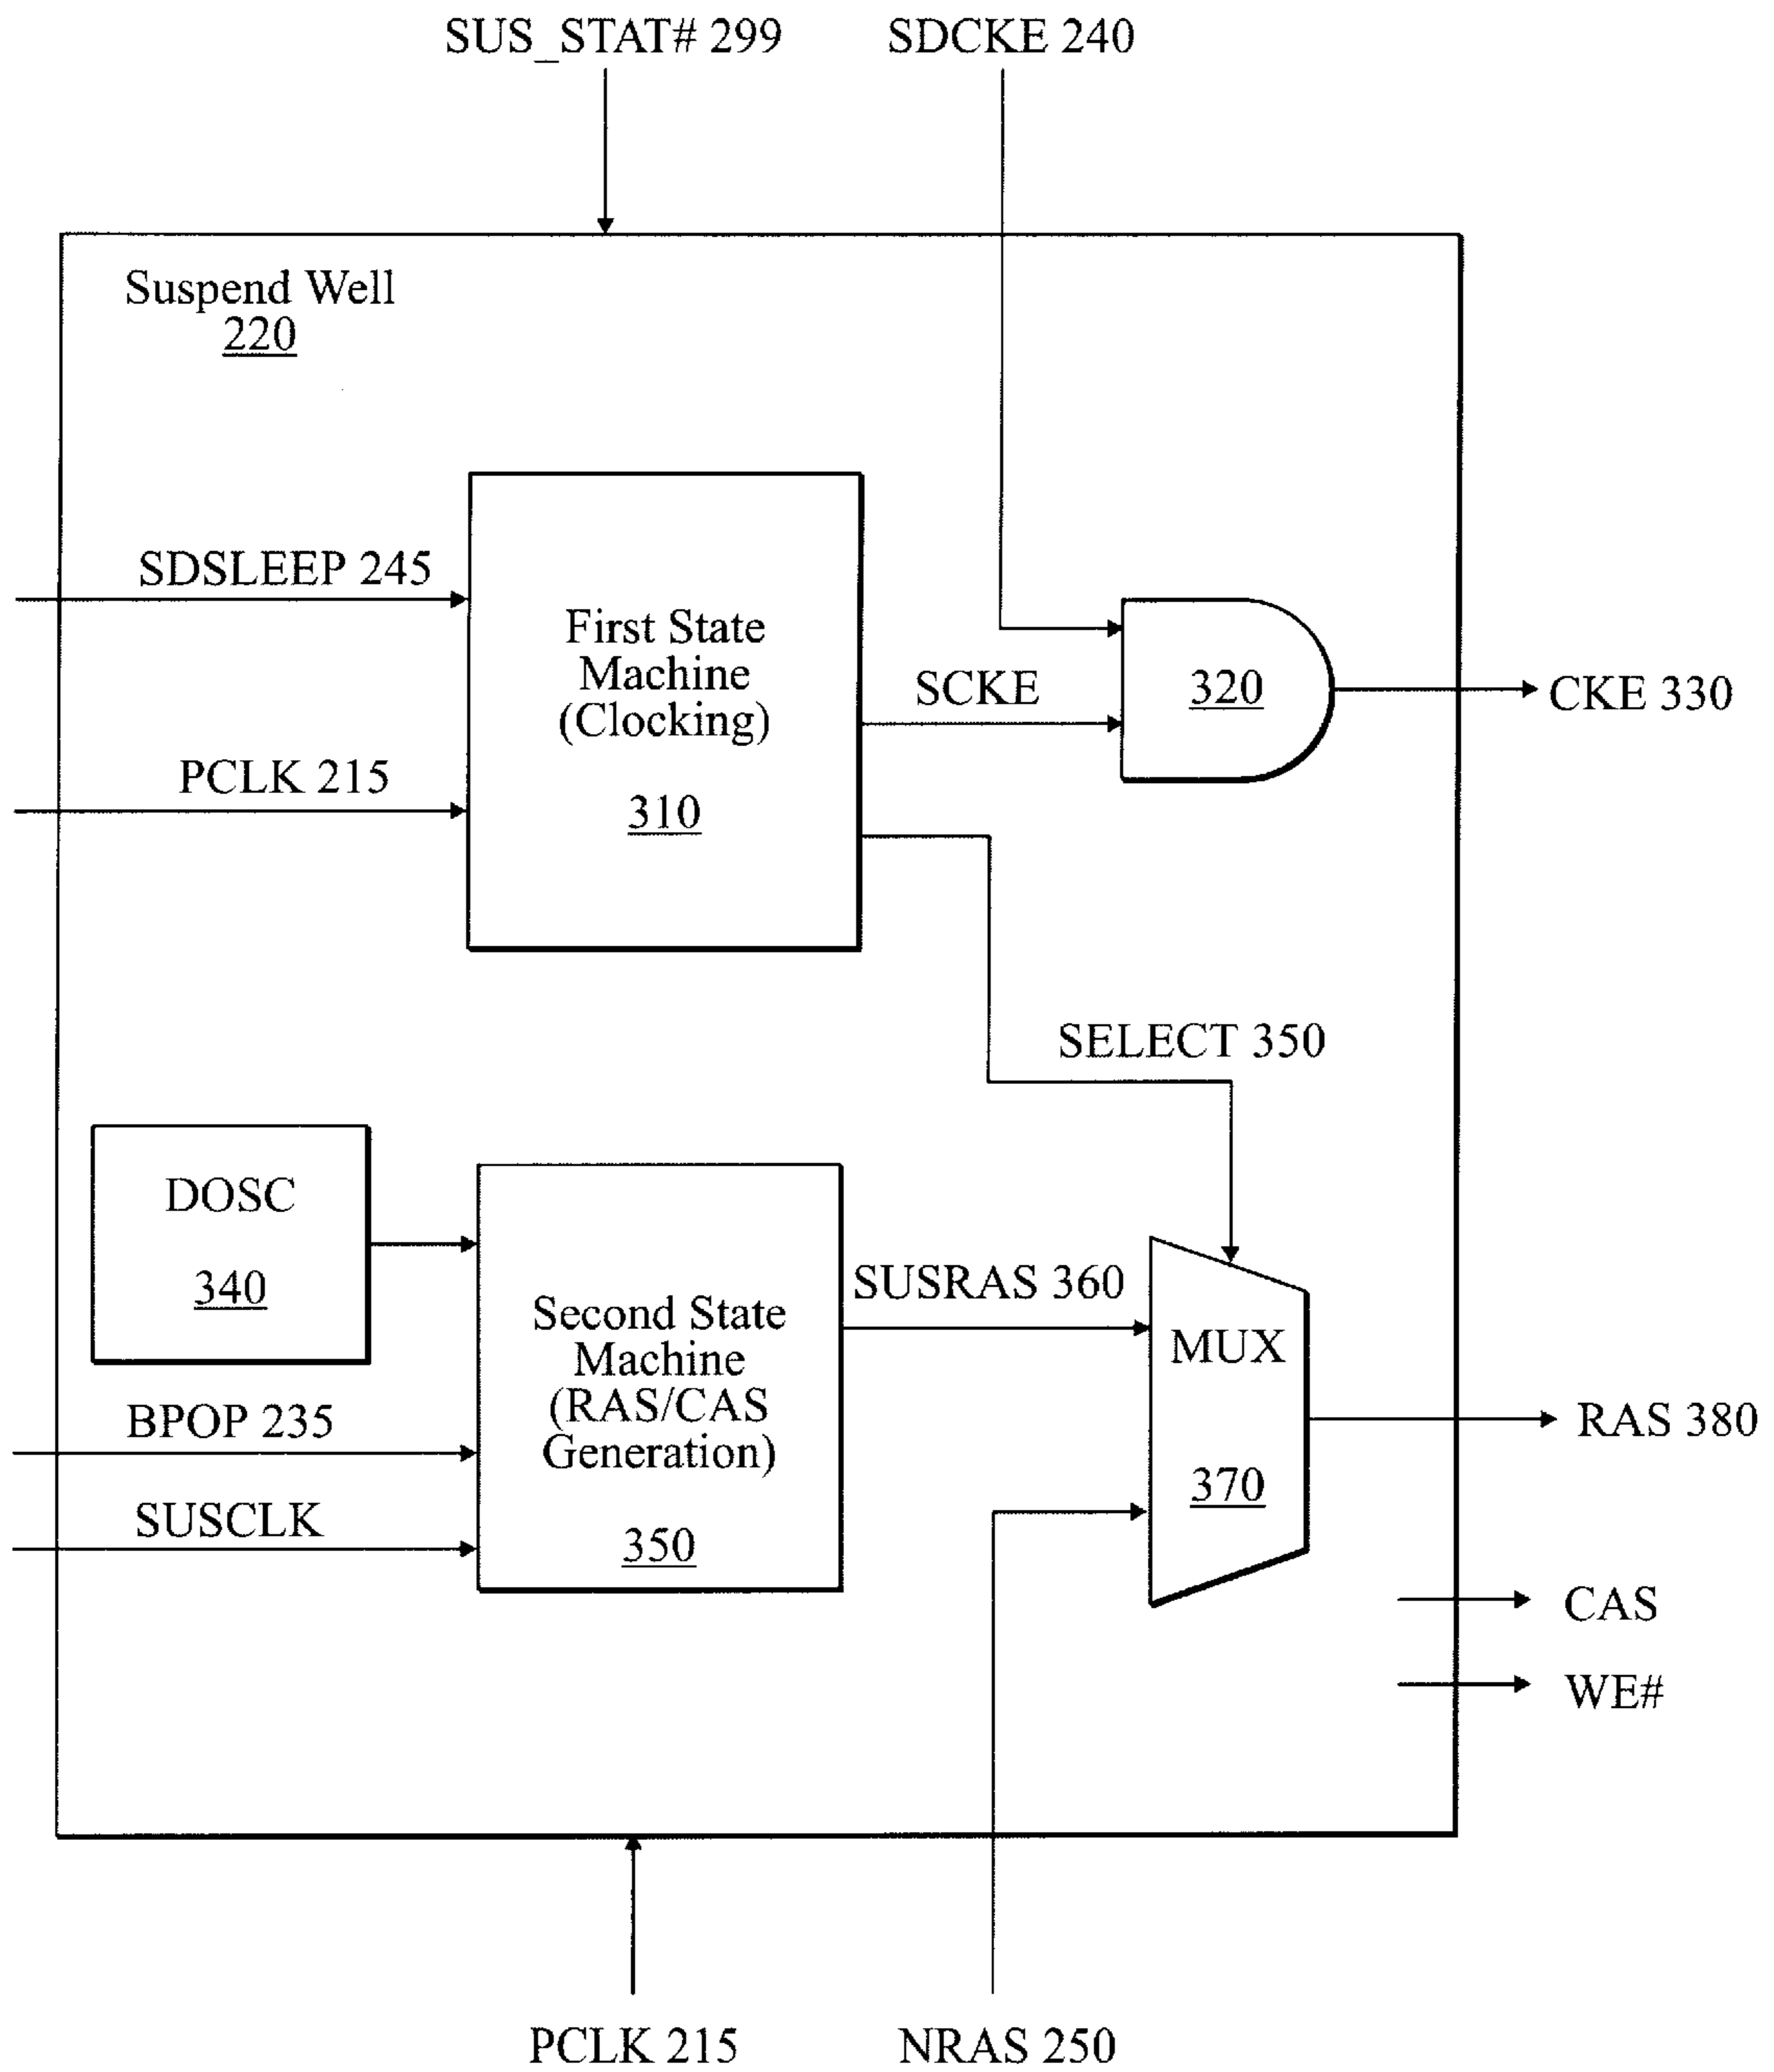 SUS_STAT# 299
SDCKE 240
Suspend Well
220
SDSLEEP 245
First State
Machine
(Clocking)
310
PCLK 215
SCKE
320
CKE 330
SELECT 350
DOSC
340
BPOP 235
SUSCLK
Second State
Machine
(RAS/CAS
Generation)
350
SUSRAS 360
MUX
370
RAS 380
CAS
WE#
PCLK 215
NRAS 250